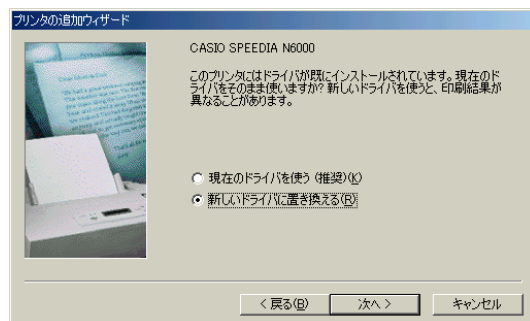 プリンタの追加ウィザード
CASIO SPEEDIA N6000
このプリンタにはドライバが既にインストールされています。現在のド
ライバをそのまま使いますか? 新しいドライバを使うと、印刷結果が
異なることがあります。
現在のドライバを使う (推奨)(K)
新しいドライバに置き換える(R)
< 戻る(B)
次へ >
キャンセル